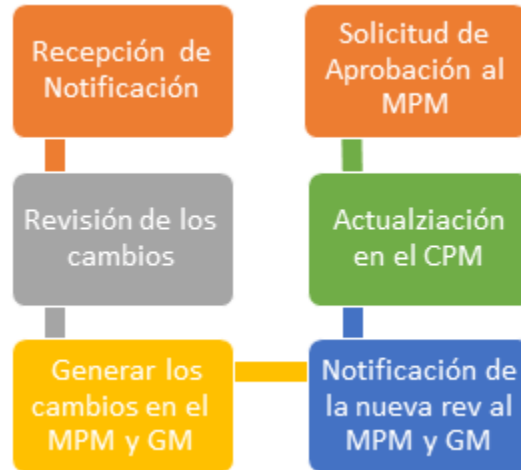 Recepción de
Notificación
Revisión de los
cambios
Generar los
cambios en el
MPM y GM
Notificación de
la nueva rev al
MPM y GM
Actualziación
en el CPM
Solicitud de
Aprobación al
MPM